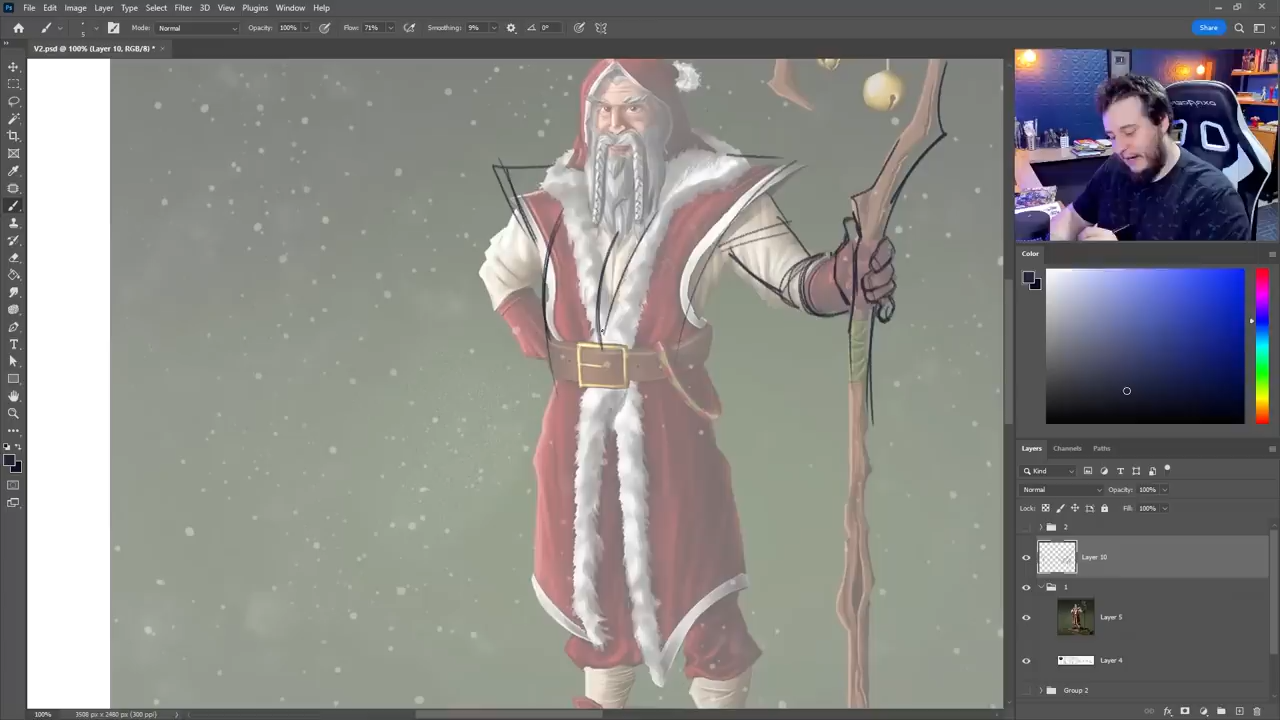 File Edit Image Layer Type Select Filter 3D View Plugins Window Help
Mode: Normal Opacity: 100% Flow: 71% Smoothing: 9% 0° Share
5
V2.psd @ 100% (Layer 10, RGB/8) *
Color
Layers Channels Paths
Kind
Normal Opacity: 100%
Lock: Fill: 100%
2
Layer 10
1
Layer 5
Layer 4
Group 2
100% 3508 px x 2480 px (300 ppi)